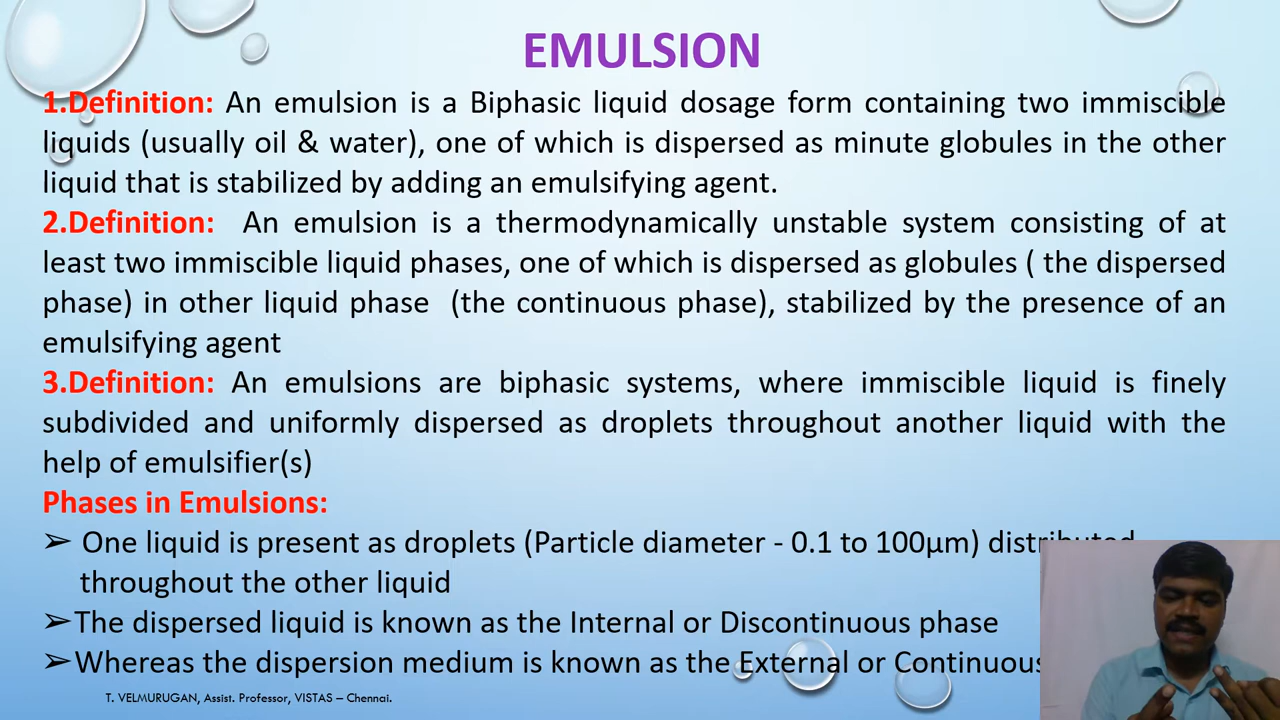 EMULSION
1.Definition: An emulsion is a Biphasic liquid dosage form containing two immiscible
liquids (usually oil & water), one of which is dispersed as minute globules in the other
liquid that is stabilized by adding an emulsifying agent.
2.Definition: An emulsion is a thermodynamically unstable system consisting of at
least two immiscible liquid phases, one of which is dispersed as globules ( the dispersed
phase) in other liquid phase (the continuous phase), stabilized by the presence of an
emulsifying agent
3.Definition: An emulsions are biphasic systems, where immiscible liquid is finely
subdivided and uniformly dispersed as droplets throughout another liquid with the
help of emulsifier(s)
Phases in Emulsions:
➢ One liquid is present as droplets (Particle diameter - 0.1 to 100µm) distributed
throughout the other liquid
➢The dispersed liquid is known as the Internal or Discontinuous phase
➢Whereas the dispersion medium is known as the External or Continuous
T. VELMURUGAN, Assist. Professor, VISTAS – Chennai.